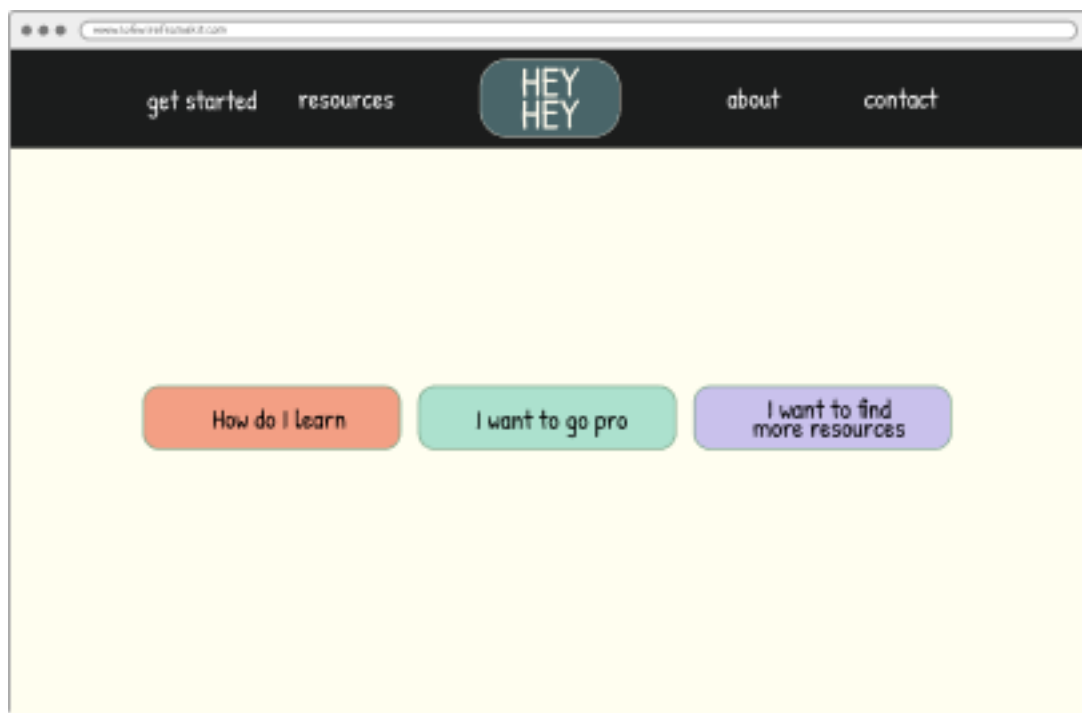 get started
resources
HEY
HEY
about
contact
How do I learn
I want to go pro
I want to find
more resources